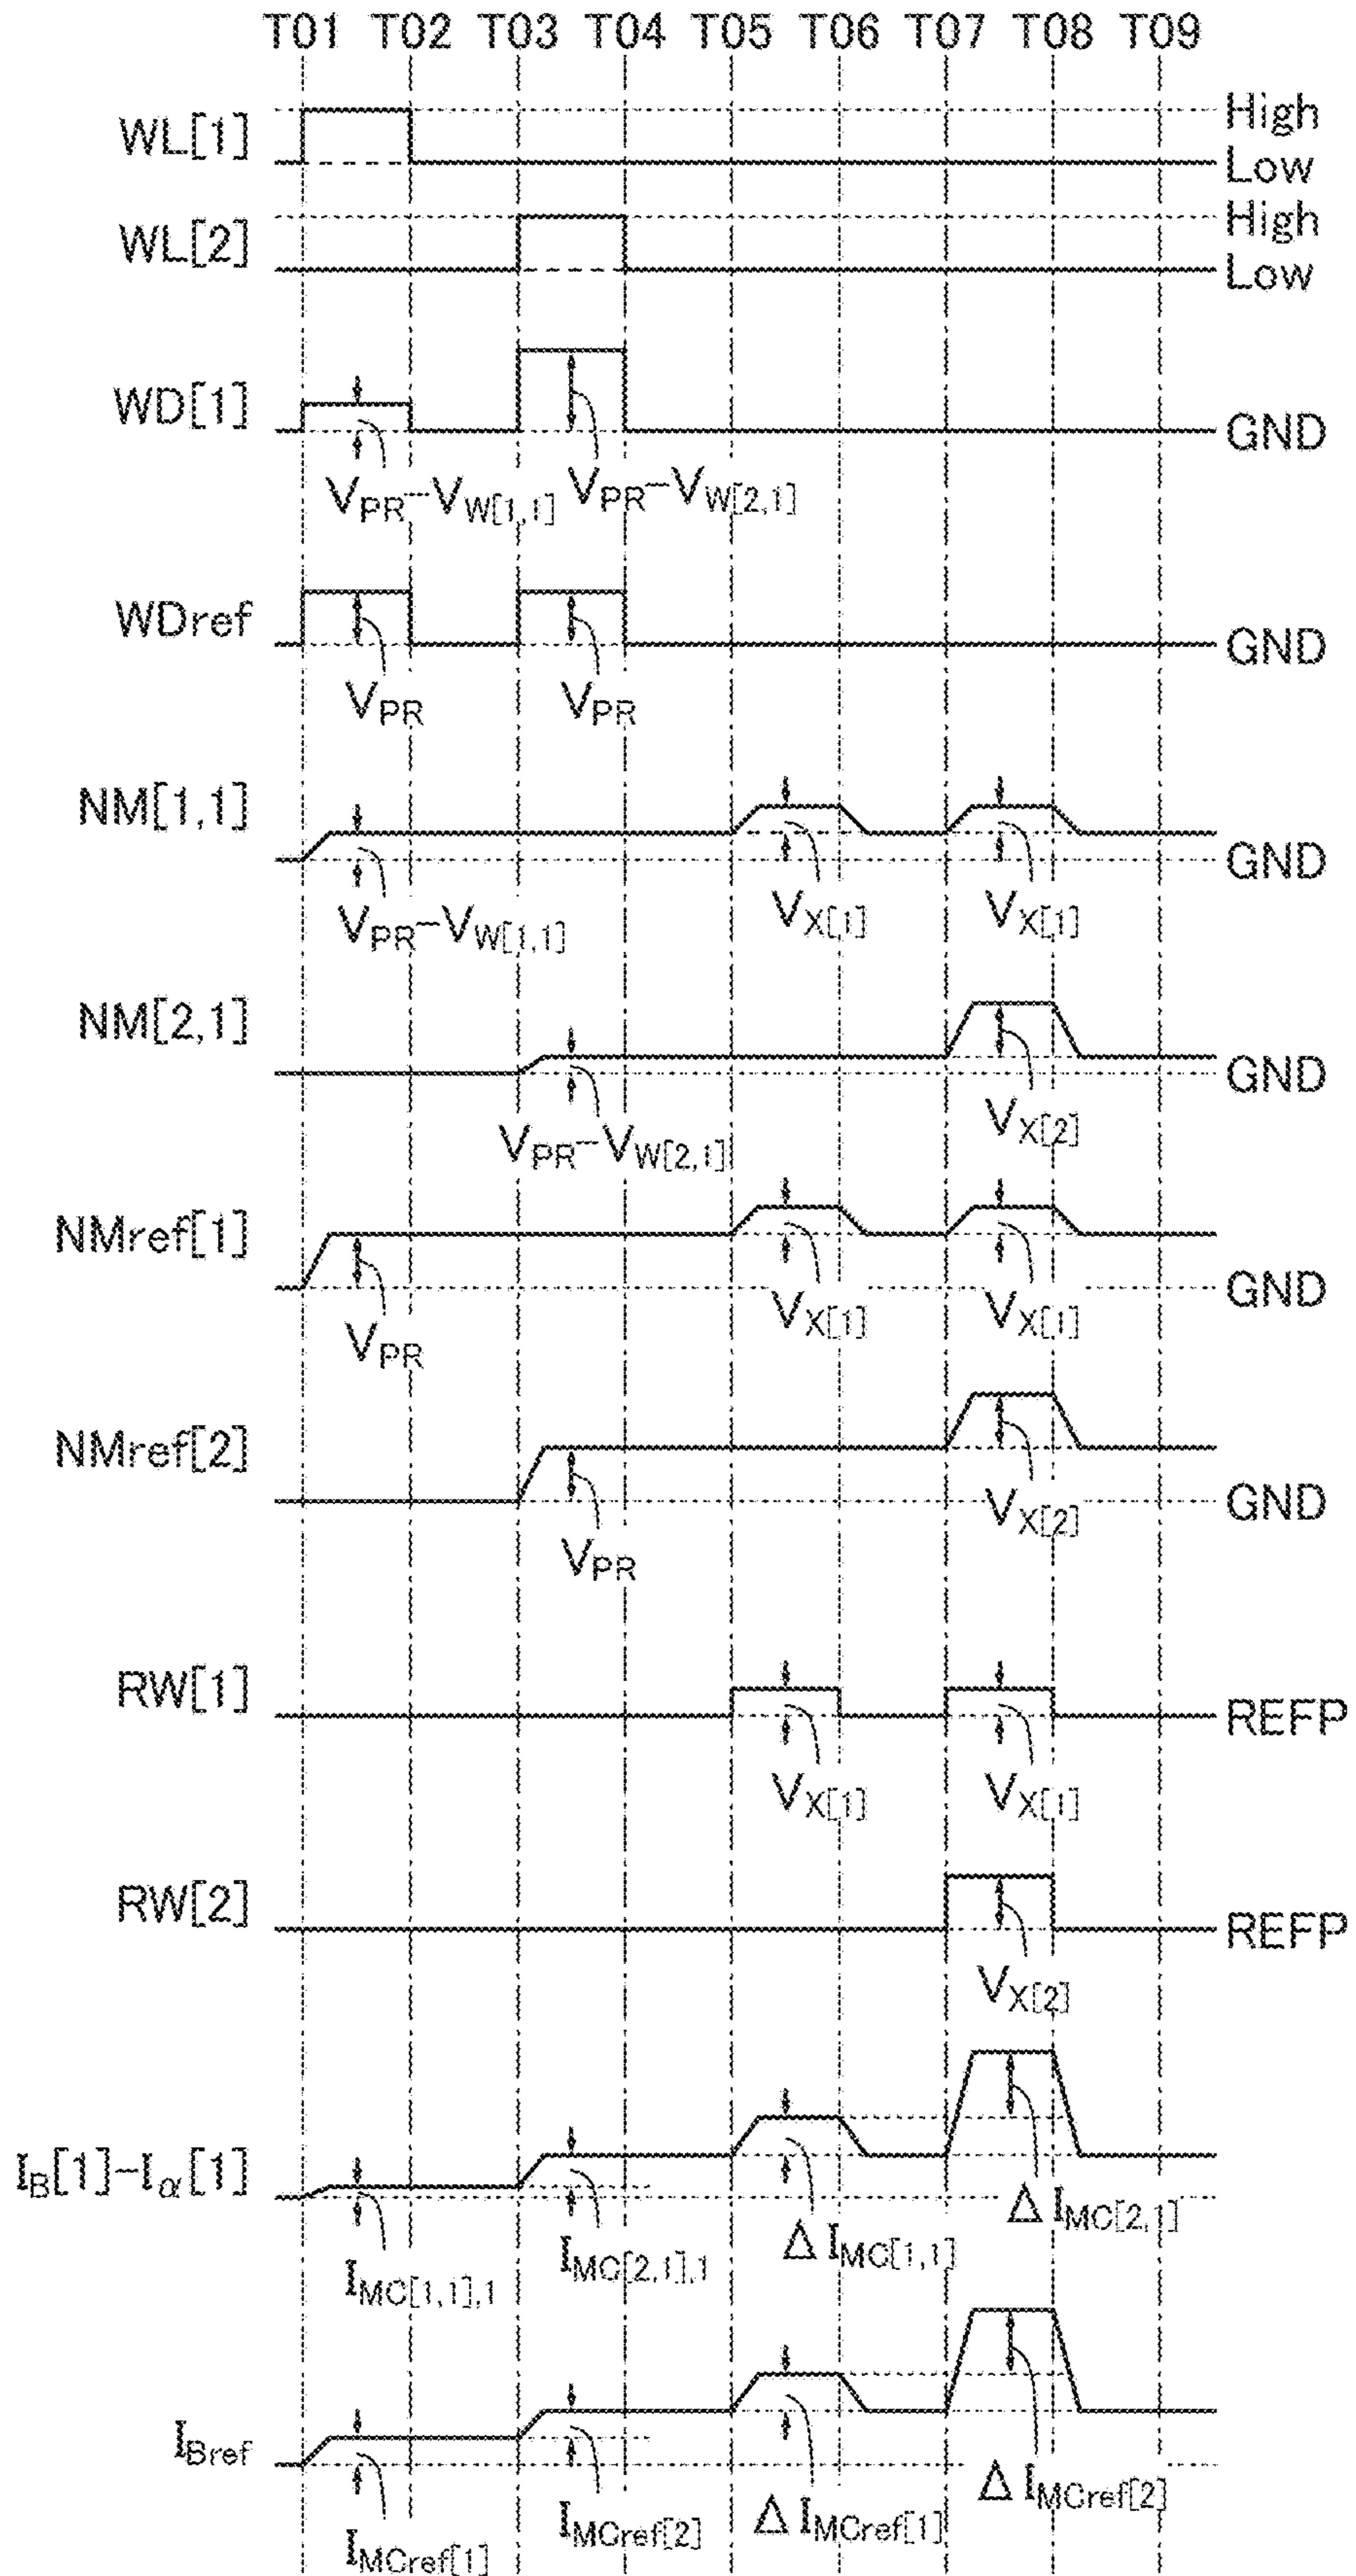 T01 T02 T03 T04 T05 T06 T07 T08 T09
WL[1]
High
Low
WL[2]
High
Low
WD[1]
GND
VPR-VW[1,1]
VPR-VW[2,1]
WDref
GND
VPR
VPR
NM[1,1]
GND
VPR-VW[1,1]
VX[1]
VX[1]
NM[2,1]
GND
VPR-VW[2,1]
VX[2]
NMref[1]
GND
VPR
VX[1]
VX[1]
NMref[2]
GND
VPR
VX[2]
RW[1]
REFP
VX[1]
VX[1]
RW[2]
REFP
VX[2]
IB[1]-Iα[1]
IMC[1,1],1
IMC[2,1],1
Δ IMC[1,1]
Δ IMC[2,1]
IBref
IMCref[1]
IMCref[2]
Δ IMCref[1]
Δ IMCref[2]